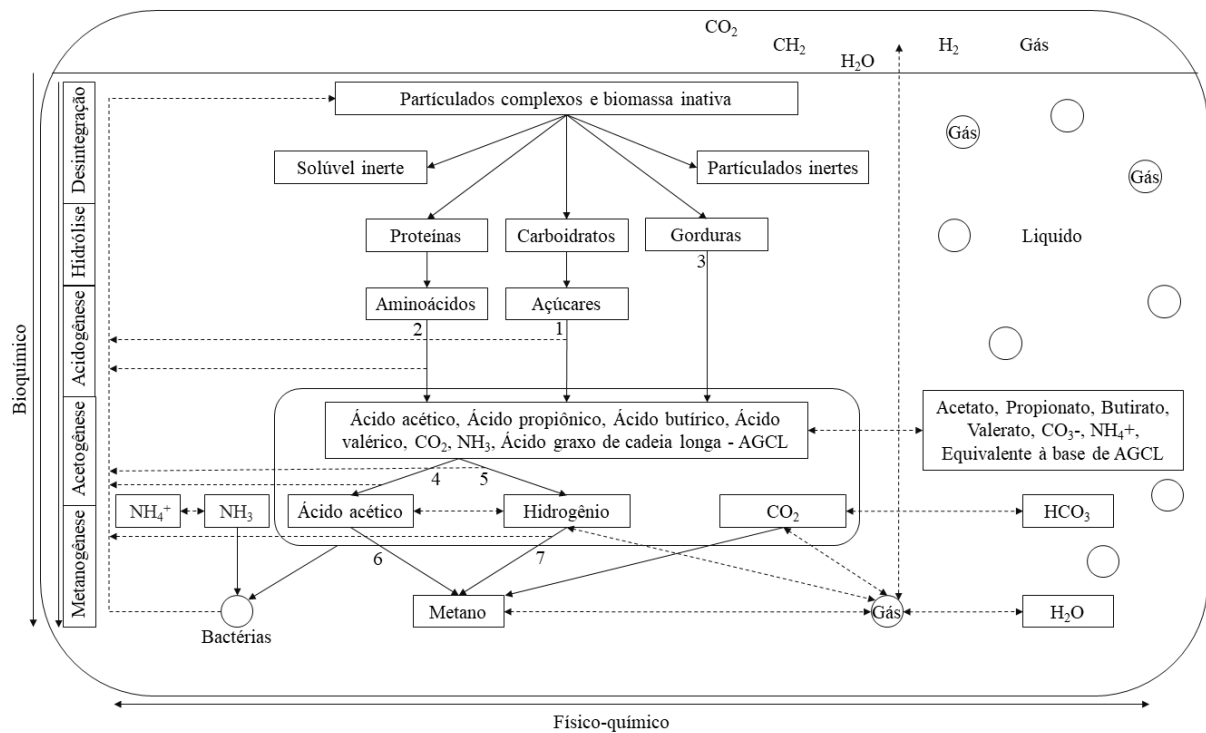 CO₂
CH₂
H₂O
H₂
Gás
Bioquímico
Desintegração
Hidrólise
Acidogênese
Acetogênese
Metanogênese
Partículados complexos e biomassa inativa
Solúvel inerte
Partículados inertes
Proteínas
Carboidratos
Gorduras
3
Aminoácidos
Açúcares
2
1
Ácido acético, Ácido propiônico, Ácido butírico, Ácido
valérico, CO₂, NH₃, Ácido graxo de cadeia longa - AGCL
4
5
NH₄⁺
NH₃
Ácido acético
Hidrogênio
CO₂
6
7
Bactérias
Metano
Gás
Gás
Gás
Liquido
Acetato, Propionato, Butirato,
Valerato, CO₃-, NH₄+,
Equivalente à base de AGCL
HCO₃
H₂O
Físico-químico